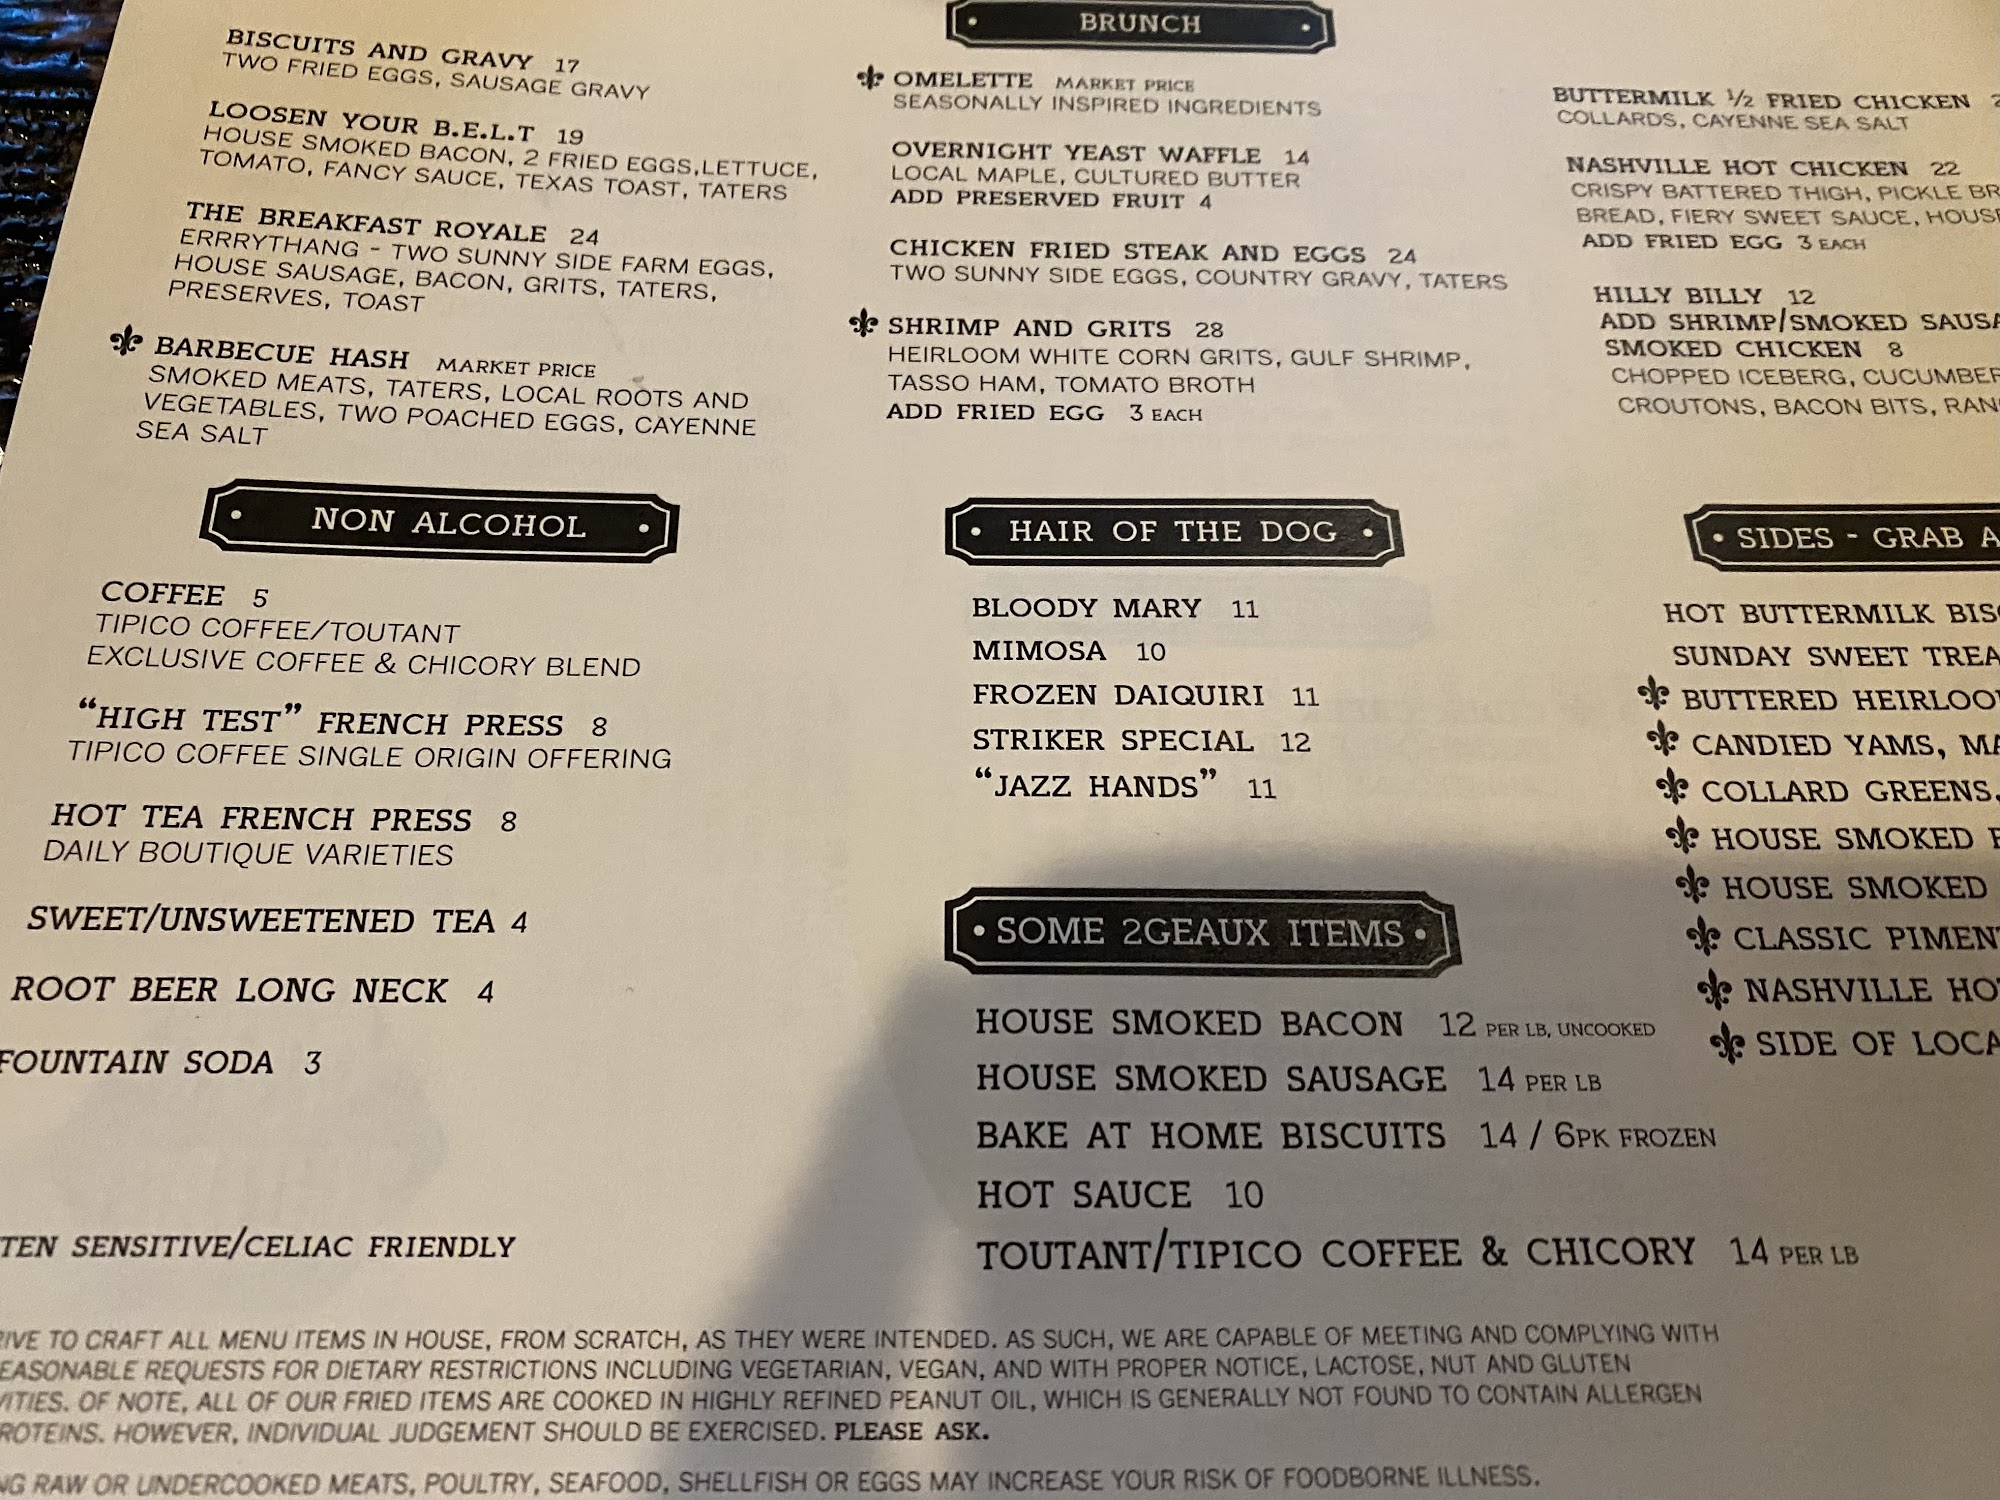 BRUNCH
BISCUITS AND GRAVY 17
TWO FRIED EGGS, SAUSAGE GRAVY
LOOSEN YOUR B.E.L.T 19
HOUSE SMOKED BACON, 2 FRIED EGGS,LETTUCE,
TOMATO, FANCY SAUCE, TEXAS TOAST, TATERS
THE BREAKFAST ROYALE 24
ERRRYTHANG - TWO SUNNY SIDE FARM EGGS,
HOUSE SAUSAGE, BACON, GRITS, TATERS,
PRESERVES, TOAST
BARBECUE HASH MARKET PRICE
SMOKED MEATS, TATERS, LOCAL ROOTS AND
VEGETABLES, TWO POACHED EGGS, CAYENNE
SEA SALT
OMELETTE MARKET PRICE
SEASONALLY INSPIRED INGREDIENTS
OVERNIGHT YEAST WAFFLE 14
LOCAL MAPLE, CULTURED BUTTER
ADD PRESERVED FRUIT 4
CHICKEN FRIED STEAK AND EGGS 24
TWO SUNNY SIDE EGGS, COUNTRY GRAVY, TATERS
SHRIMP AND GRITS 28
HEIRLOOM WHITE CORN GRITS, GULF SHRIMP,
TASSO HAM, TOMATO BROTH
ADD FRIED EGG 3 EACH
BUTTERMILK ½ FRIED CHICKEN
COLLARDS, CAYENNE SEA SALT
NASHVILLE HOT CHICKEN 22
CRISPY BATTERED THIGH, PICKLE BR
BREAD, FIERY SWEET SAUCE, HOUSE
ADD FRIED EGG 3 EACH
HILLY BILLY 12
ADD SHRIMP/SMOKED SAUSA
SMOKED CHICKEN 8
CHOPPED ICEBERG, CUCUMBER
CROUTONS, BACON BITS, RAN
NON ALCOHOL
COFFEE 5
TIPICO COFFEE/TOUTANT
EXCLUSIVE COFFEE & CHICORY BLEND
“HIGH TEST” FRENCH PRESS 8
TIPICO COFFEE SINGLE ORIGIN OFFERING
HOT TEA FRENCH PRESS 8
DAILY BOUTIQUE VARIETIES
SWEET/UNSWEETENED TEA 4
ROOT BEER LONG NECK 4
FOUNTAIN SODA 3
HAIR OF THE DOG
BLOODY MARY 11
MIMOSA 10
FROZEN DAIQUIRI 11
STRIKER SPECIAL 12
“JAZZ HANDS” 11
SOME 2GEAUX ITEMS
HOUSE SMOKED BACON 12 PER LB, UNCOOKED
HOUSE SMOKED SAUSAGE 14 PER LB
BAKE AT HOME BISCUITS 14 / 6PK FROZEN
HOT SAUCE 10
TOUTANT/TIPICO COFFEE & CHICORY 14 PER LB
SIDES - GRAB A
HOT BUTTERMILK BIS
SUNDAY SWEET TREA
BUTTERED HEIRLOO
CANDIED YAMS, MA
COLLARD GREENS,
HOUSE SMOKED
HOUSE SMOKED
CLASSIC PIMEN
NASHVILLE HO
SIDE OF LOCA
TEN SENSITIVE/CELIAC FRIENDLY
RIVE TO CRAFT ALL MENU ITEMS IN HOUSE, FROM SCRATCH, AS THEY WERE INTENDED. AS SUCH, WE ARE CAPABLE OF MEETING AND COMPLYING WITH
EASONABLE REQUESTS FOR DIETARY RESTRICTIONS INCLUDING VEGETARIAN, VEGAN, AND WITH PROPER NOTICE, LACTOSE, NUT AND GLUTEN
VITIES. OF NOTE, ALL OF OUR FRIED ITEMS ARE COOKED IN HIGHLY REFINED PEANUT OIL, WHICH IS GENERALLY NOT FOUND TO CONTAIN ALLERGEN
ROTEINS. HOWEVER, INDIVIDUAL JUDGEMENT SHOULD BE EXERCISED. PLEASE ASK.
NG RAW OR UNDERCOOKED MEATS, POULTRY, SEAFOOD, SHELLFISH OR EGGS MAY INCREASE YOUR RISK OF FOODBORNE ILLNESS.